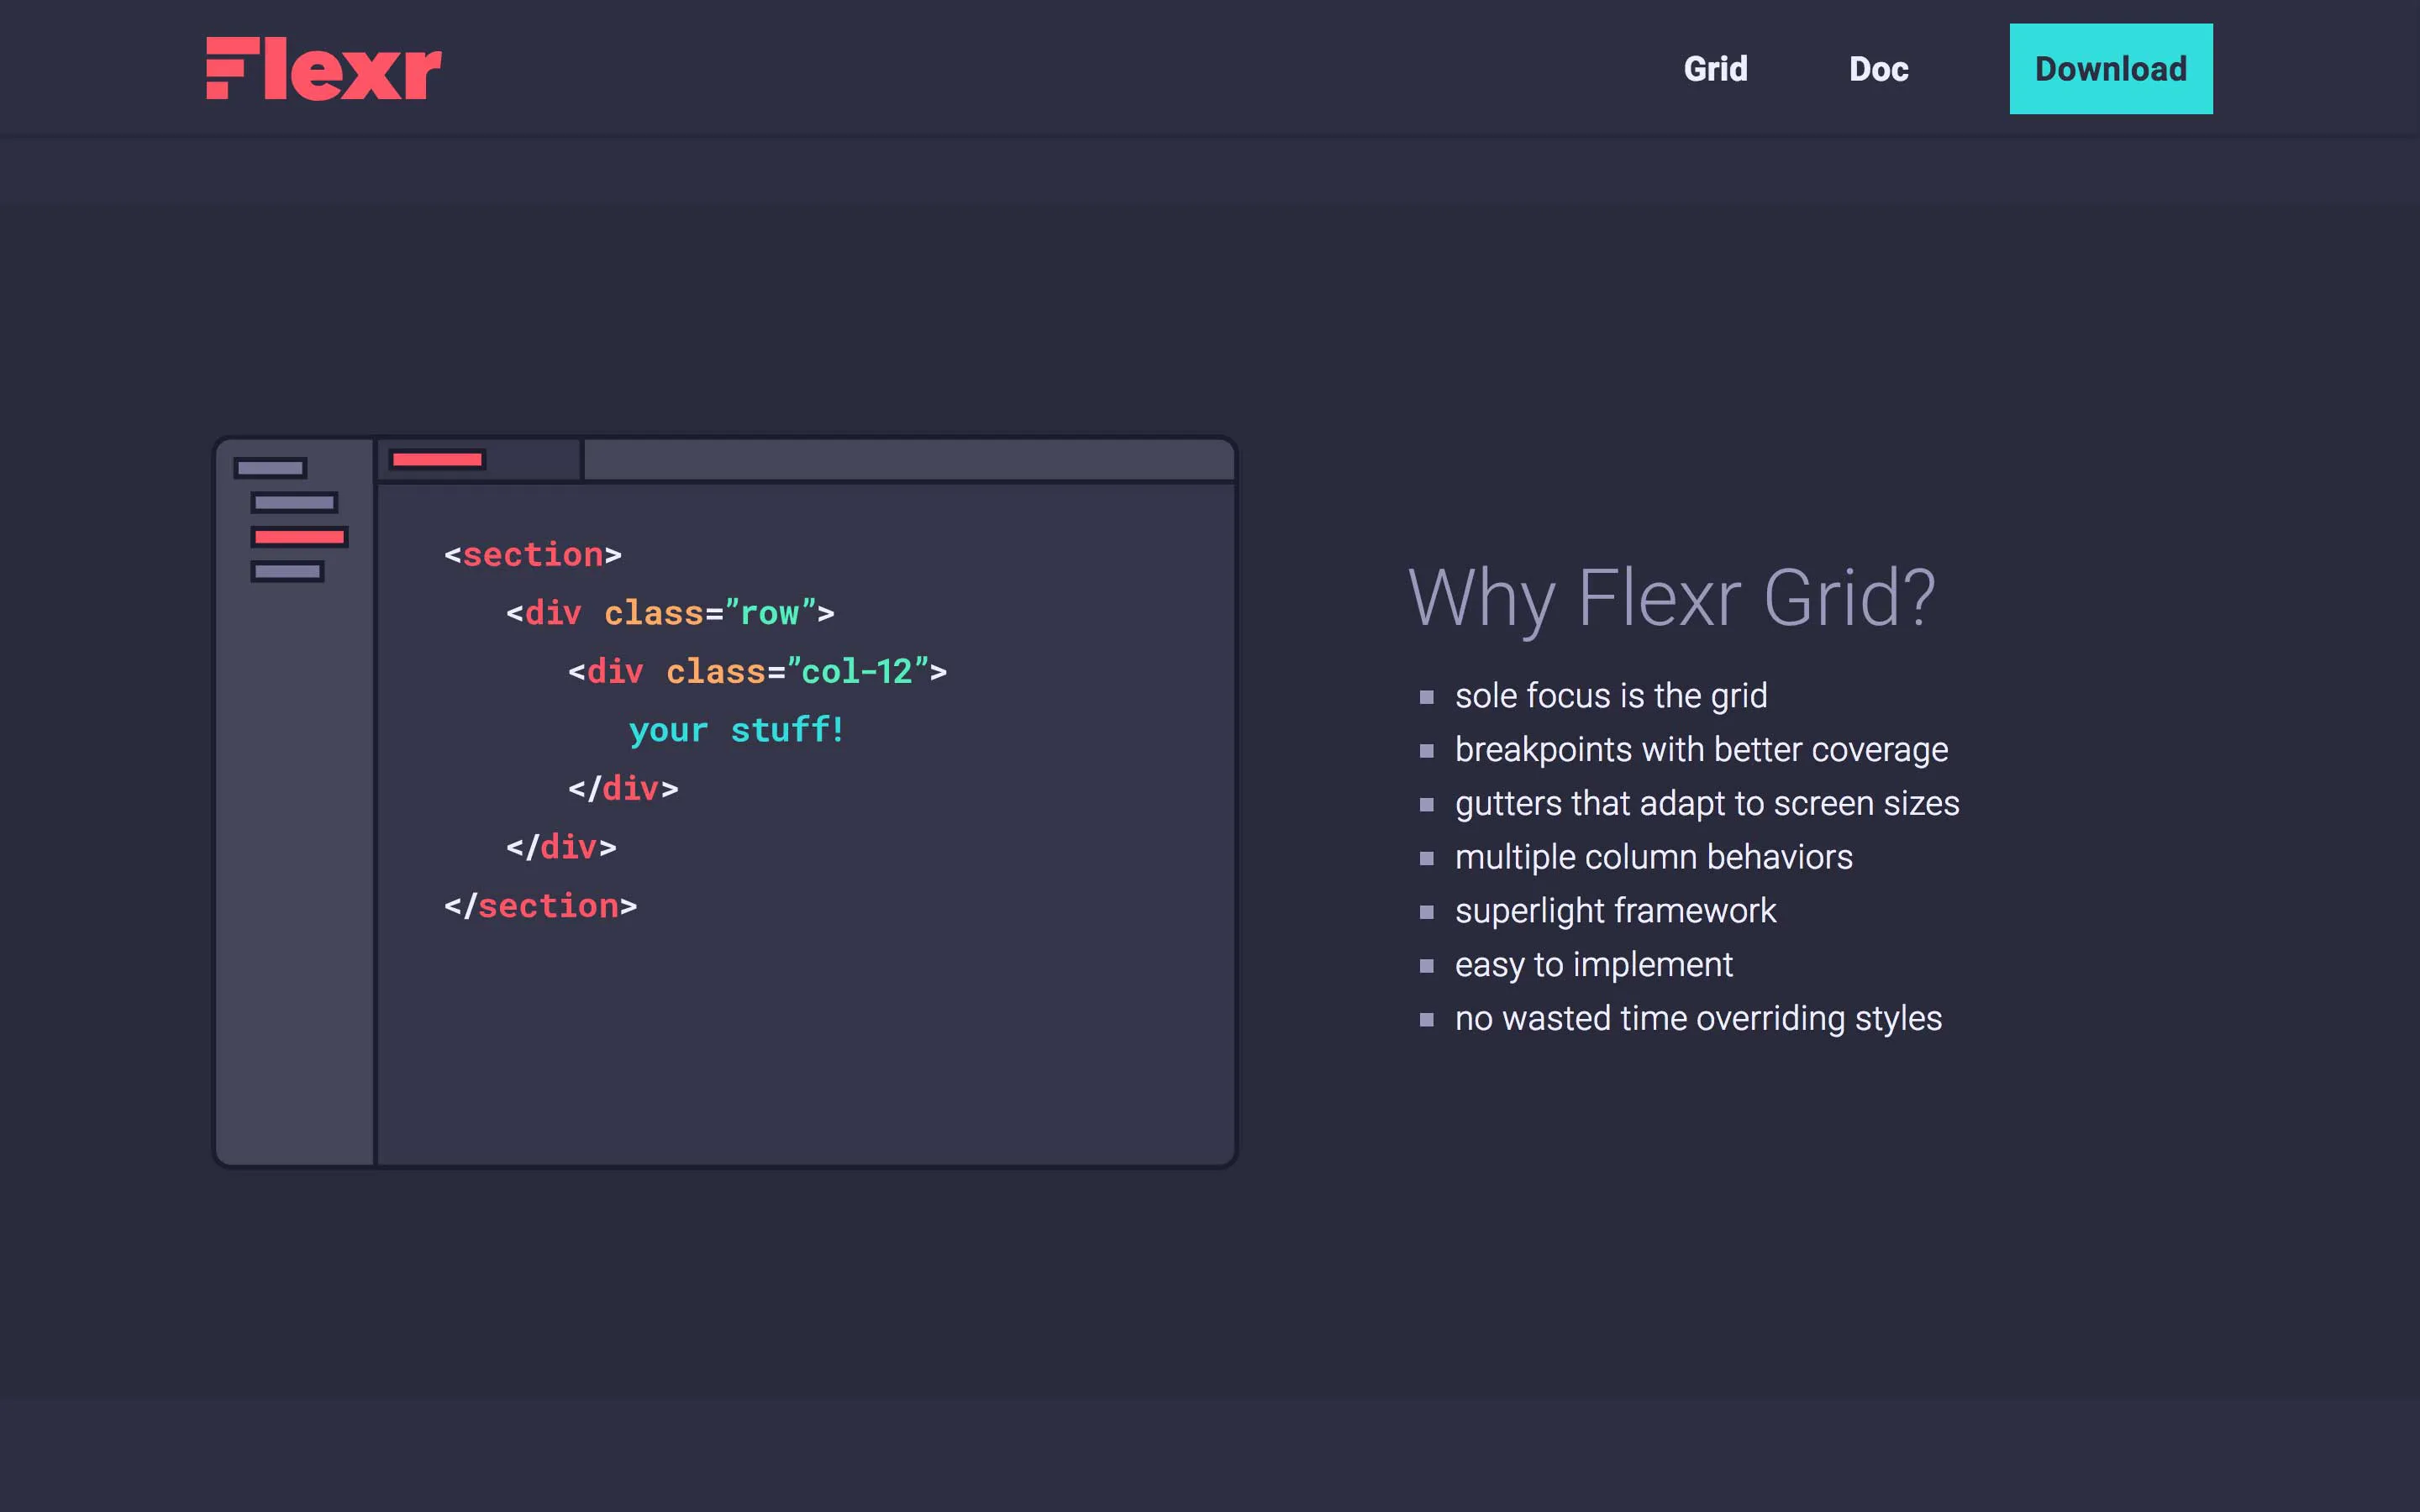 Flexr
Grid
Doc
Download
<section>
<div class=”row”>
<div class=”col-12”>
your stuff!
</div>
</div>
</section>
Why Flexr Grid?
sole focus is the grid
breakpoints with better coverage
gutters that adapt to screen sizes
multiple column behaviors
superlight framework
easy to implement
no wasted time overriding styles